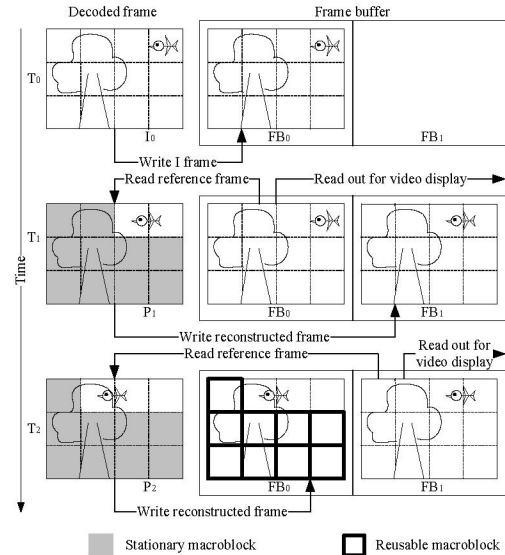 Decoded frame
Frame buffer
T0
I0
FB0
FB1
Write I frame
Read reference frame
Read out for video display
Time
T1
P1
FB0
FB1
Write reconstructed frame
Read reference frame
Read out for
video display
T2
P2
FB0
FB1
Write reconstructed frame
Stationary macroblock
Reusable macroblock